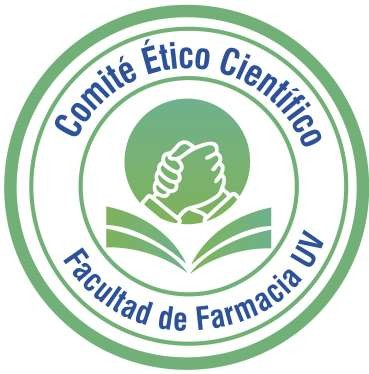 Comité Ético Científico
Facultad de Farmacia UV